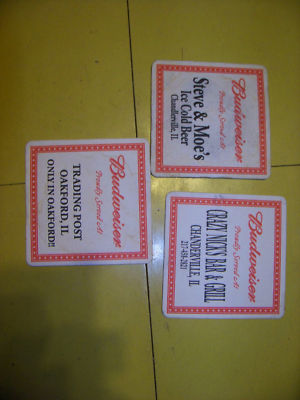 Budweiser
Proudly Served At
Steve & Moe's
Ice Cold Beer
Chandlerville, IL
Budweiser
Proudly Served At
TRADING POST
OAKFORD, IL
ONLY IN OAKFORD!!
Budweiser
Proudly Served At
CRAZY NICK'S BAR & GRILL
CHANDERVILLE, IL